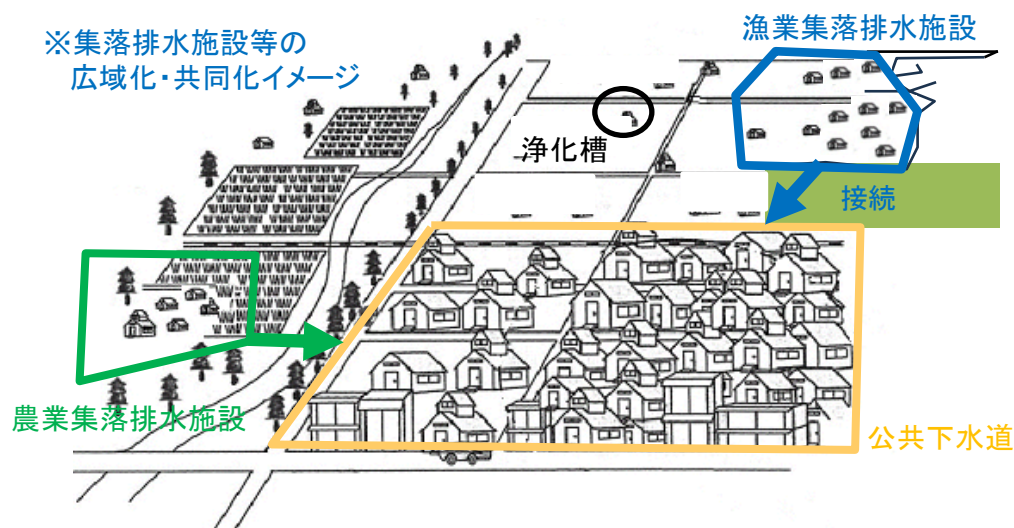 ※集落排水施設等の
広域化・共同化イメージ
漁業集落排水施設
浄化槽
接続
農業集落排水施設
公共下水道